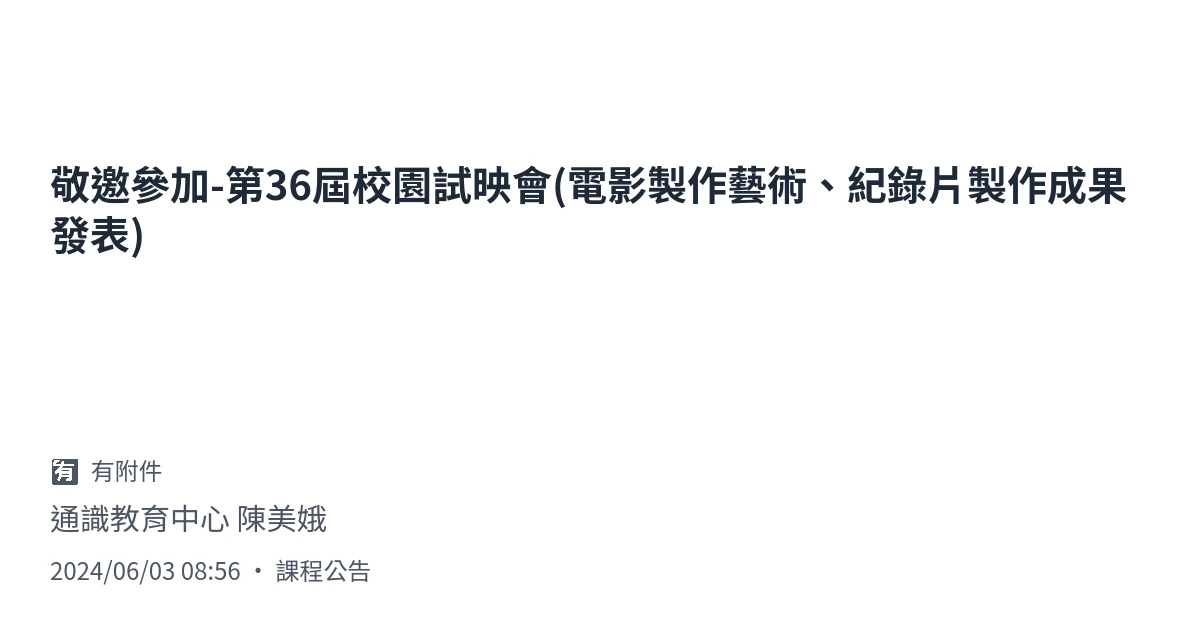 敬邀參加-第36屆校園試映會(電影製作藝術、紀錄片製作成果
發表)
🈶 有附件
通識教育中心 陳美娥
2024/06/03 08:56 ・ 課程公告